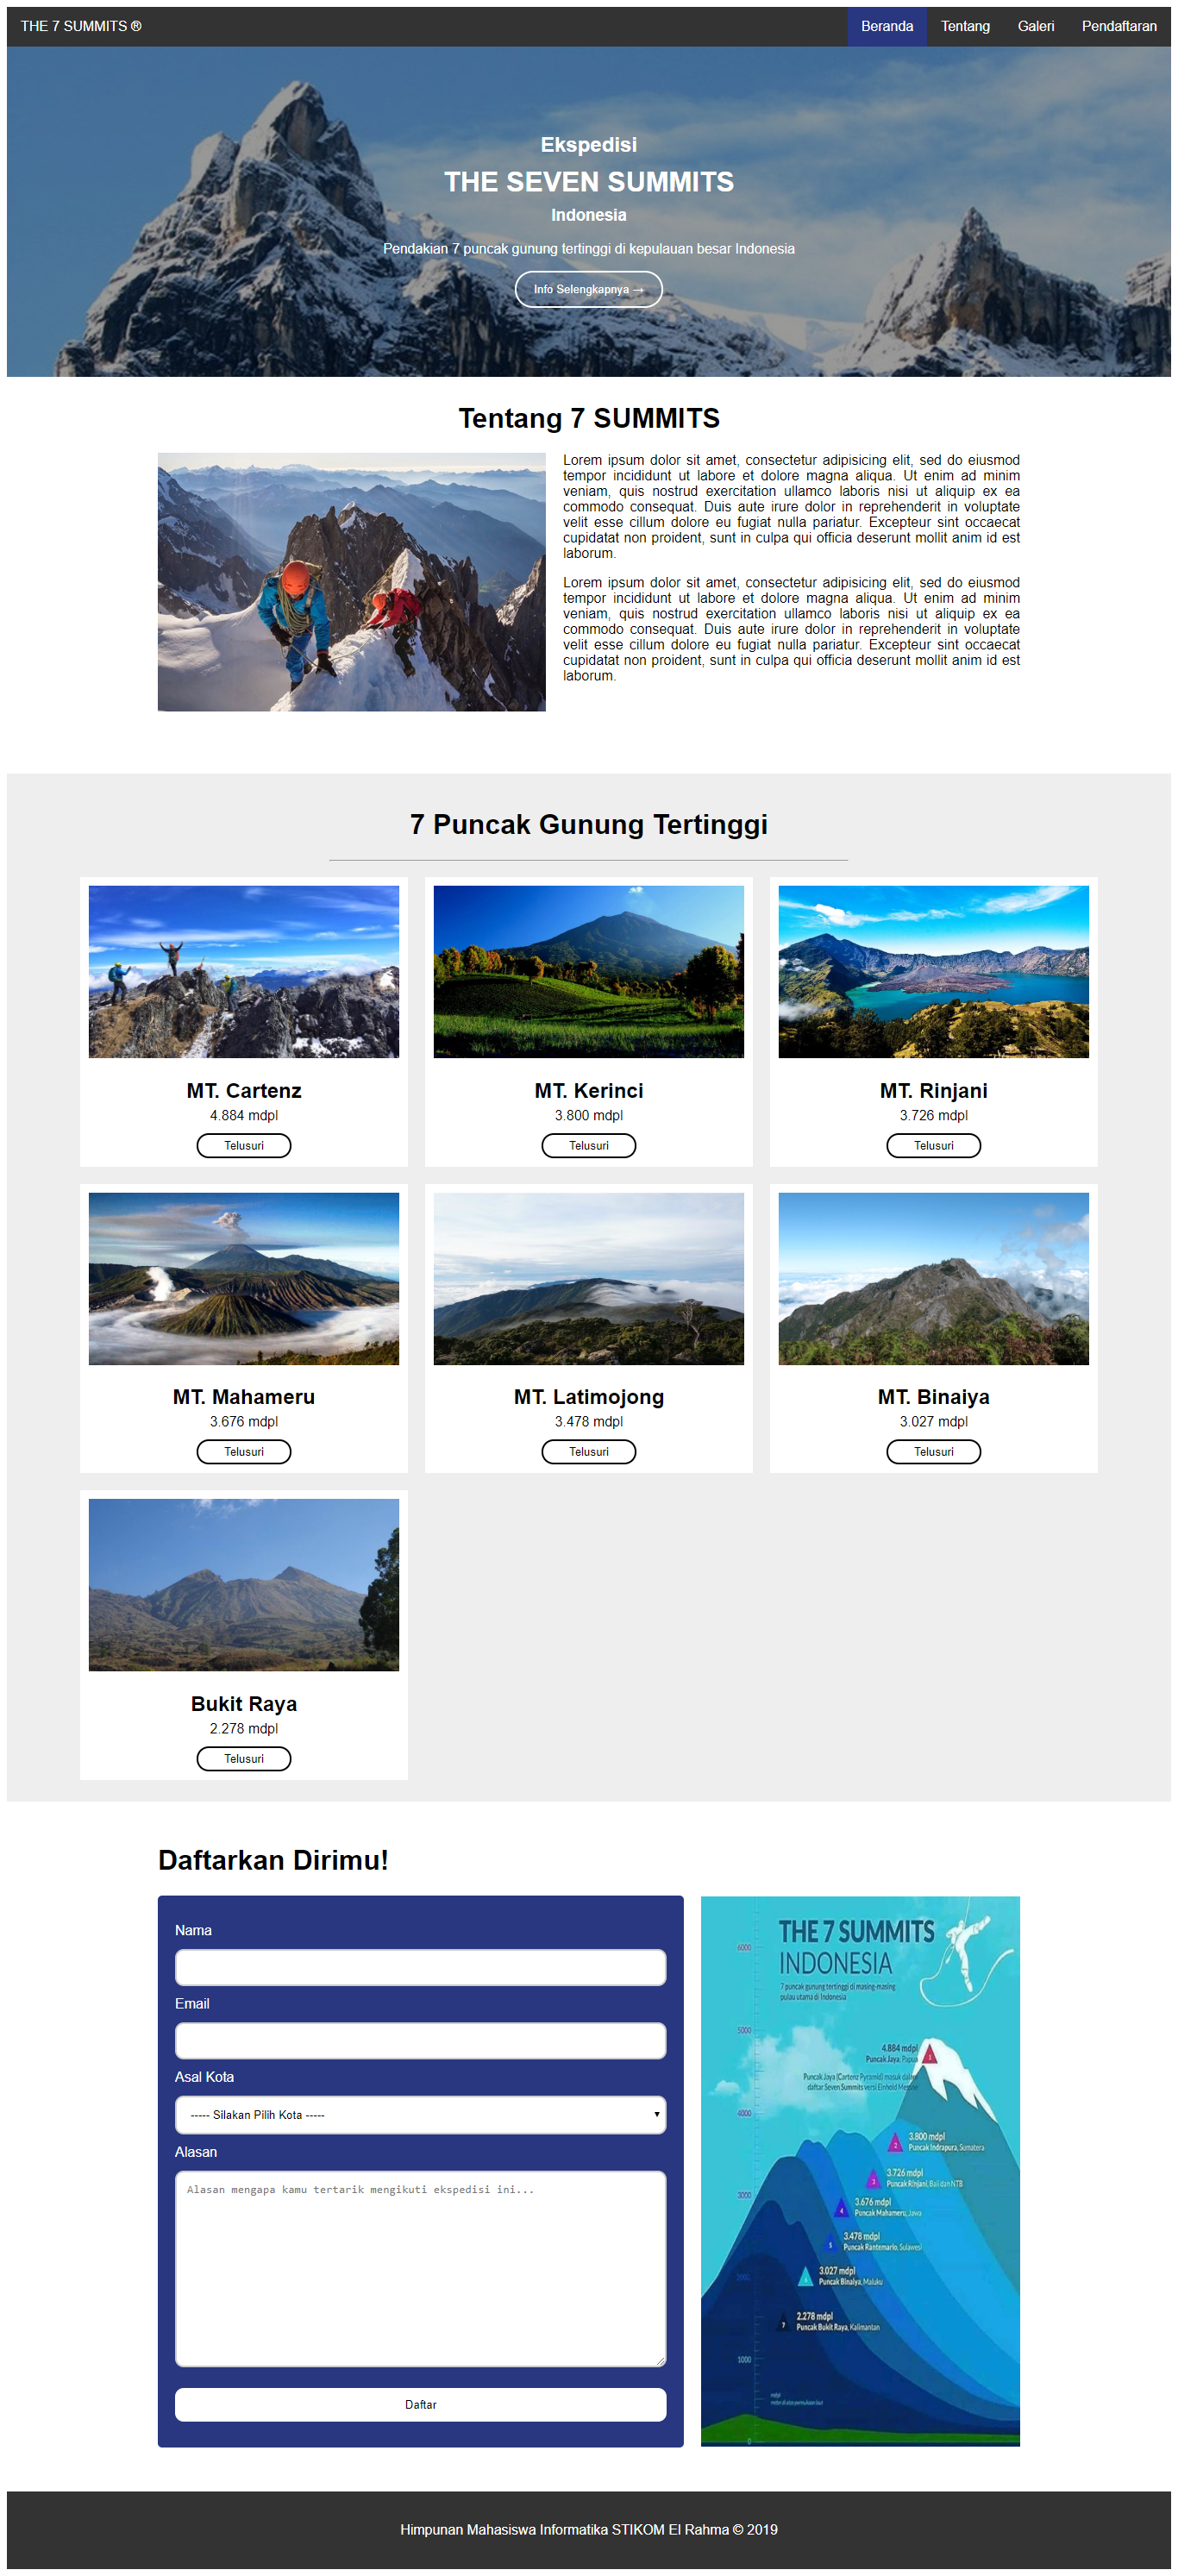 THE 7 SUMMITS ®
Beranda
Tentang
Galeri
Pendaftaran
Ekspedisi
THE SEVEN SUMMITS
Indonesia
Pendakian 7 puncak gunung tertinggi di kepulauan besar Indonesia
Info Selengkapnya →
Tentang 7 SUMMITS
Lorem ipsum dolor sit amet, consectetur adipisicing elit, sed do eiusmod
tempor incididunt ut labore et dolore magna aliqua. Ut enim ad minim
veniam, quis nostrud exercitation ullamco laboris nisi ut aliquip ex ea
commodo consequat. Duis aute irure dolor in reprehenderit in voluptate
velit esse cillum dolore eu fugiat nulla pariatur. Excepteur sint occaecat
cupidatat non proident, sunt in culpa qui officia deserunt mollit anim id est
laborum.
Lorem ipsum dolor sit amet, consectetur adipisicing elit, sed do eiusmod
tempor incididunt ut labore et dolore magna aliqua. Ut enim ad minim
veniam, quis nostrud exercitation ullamco laboris nisi ut aliquip ex ea
commodo consequat. Duis aute irure dolor in reprehenderit in voluptate
velit esse cillum dolore eu fugiat nulla pariatur. Excepteur sint occaecat
cupidatat non proident, sunt in culpa qui officia deserunt mollit anim id est
laborum.
7 Puncak Gunung Tertinggi
MT. Cartenz
4.884 mdpl
Telusuri
MT. Kerinci
3.800 mdpl
Telusuri
MT. Rinjani
3.726 mdpl
Telusuri
MT. Mahameru
3.676 mdpl
Telusuri
MT. Latimojong
3.478 mdpl
Telusuri
MT. Binaiya
3.027 mdpl
Telusuri
Bukit Raya
2.278 mdpl
Telusuri
Daftarkan Dirimu!
Nama
Email
Asal Kota
----- Silakan Pilih Kota -----
Alasan
Alasan mengapa kamu tertarik mengikuti ekspedisi ini...
Daftar
THE 7 SUMMITS
INDONESIA
7 puncak gunung tertinggi di masing-masing
pulau utama di Indonesia
6000
5000
4.884 mdpl
1
Puncak Jaya, Papua
Puncak Jaya (Cartenz Pyramid) masuk dalam
daftar Seven Summits versi Einhold Messne
4000
2
3.800 mdpl
Puncak Indrapura, Sumatera
3
3.726 mdpl
Puncak Rinjani, Bali dan NTB
3000
4
3.676 mdpl
Puncak Mahameru, Jawa
5
3.478 mdpl
Puncak Rantemario, Sulawesi
6
3.027 mdpl
Puncak Binaiya, Maluku
7
2.278 mdpl
Puncak Bukit Raya, Kalimantan
1000
mdpl
meter di atas permukaan laut
0
Himpunan Mahasiswa Informatika STIKOM El Rahma © 2019